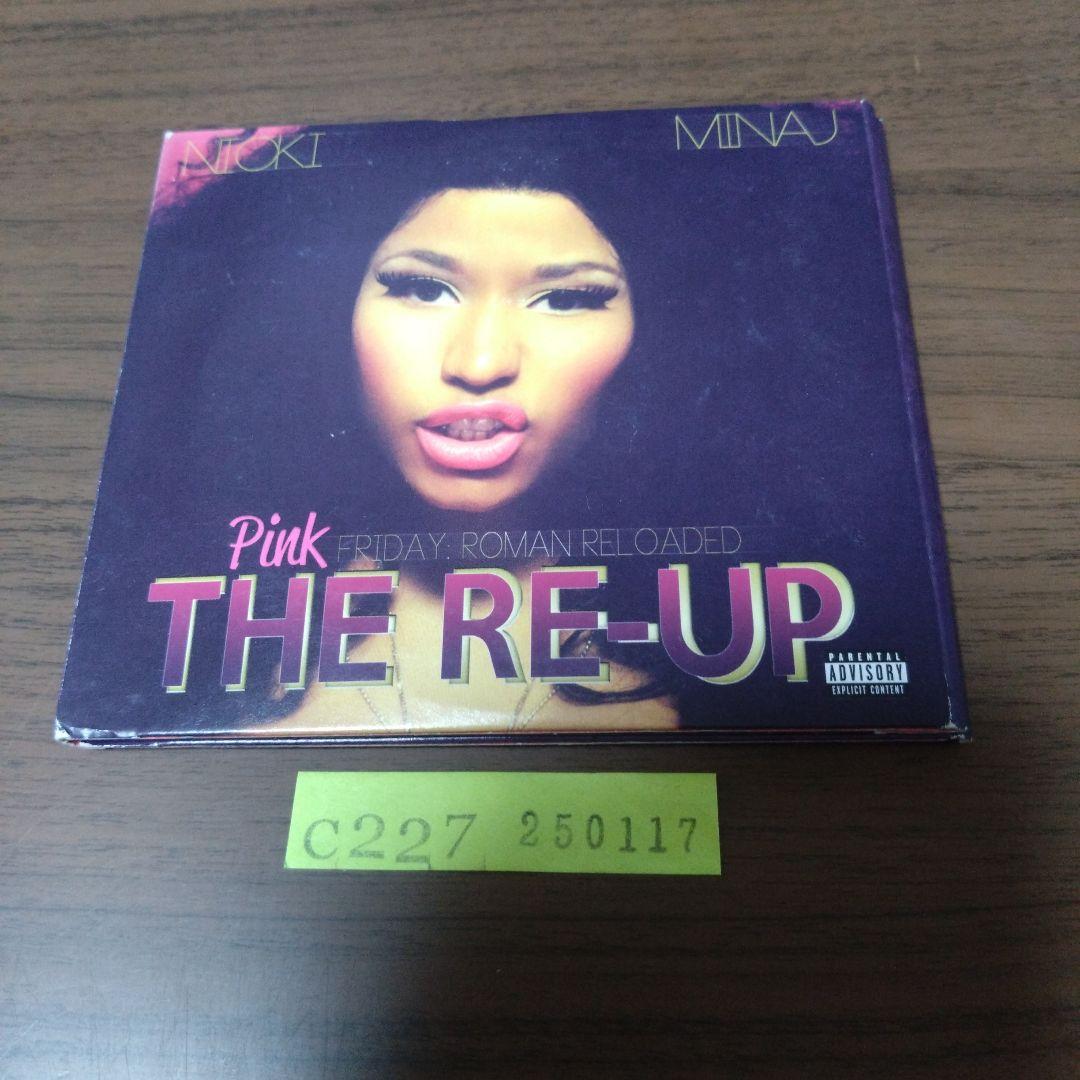 NICKI MINAJ
Pink FRIDAY: ROMAN RELOADED
THE RE-UP
PARENTAL
ADVISORY
EXPLICIT CONTENT
C227 250117